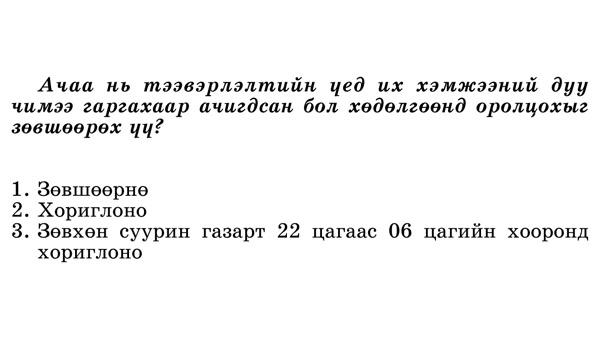 Ачаа нь тээвэрлэлтийн үед их хэмжээний дуу
чимээ гаргахаар ачигдсан бол хөдөлгөөнд оролцохыг
зөвшөөрөх үү?
1. Зөвшөөрнө
2. Хориглоно
3. Зөвхөн суурин газарт 22 цагаас 06 цагийн хооронд
хориглоно